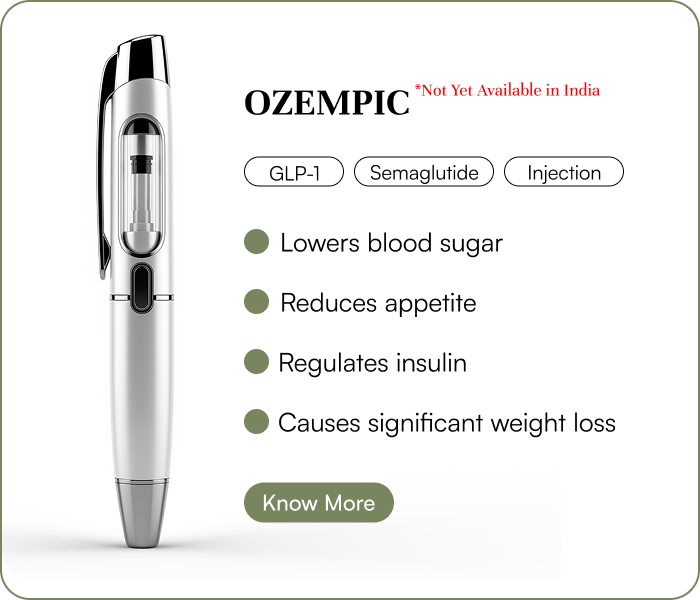 OZEMPIC *Not Yet Available in India
GLP-1 Semaglutide Injection
Lowers blood sugar
Reduces appetite
Regulates insulin
Causes significant weight loss
Know More